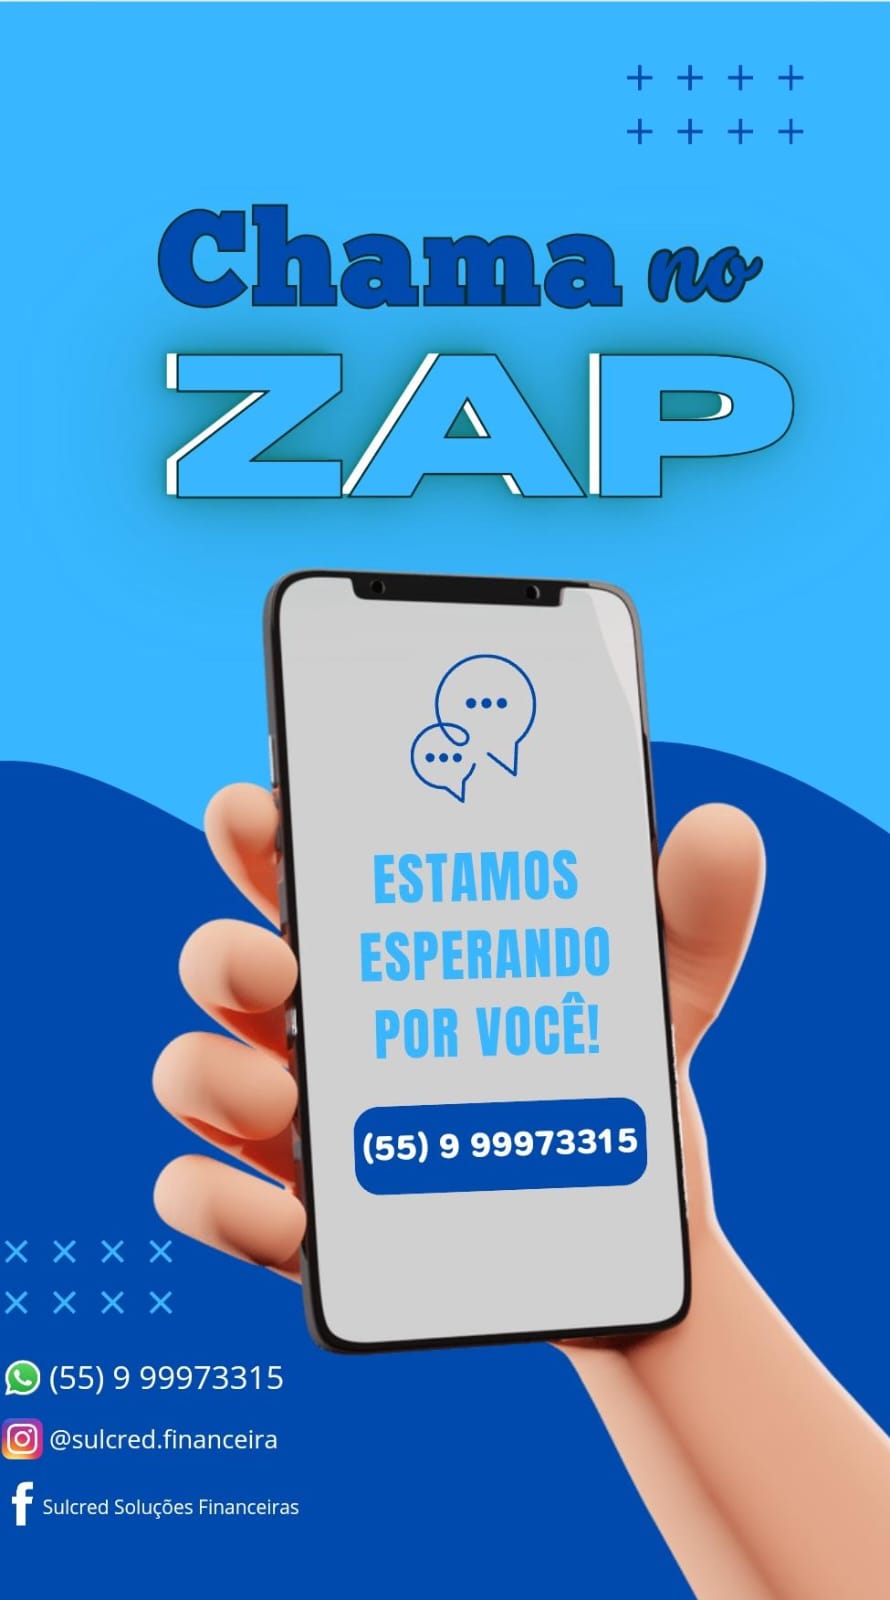 Chama no
ZAP
ESTAMOS
ESPERANDO
POR VOCÊ!
(55) 9 99973315
(55) 9 99973315
@sulcred.financeira
Sulcred Soluções Financeiras